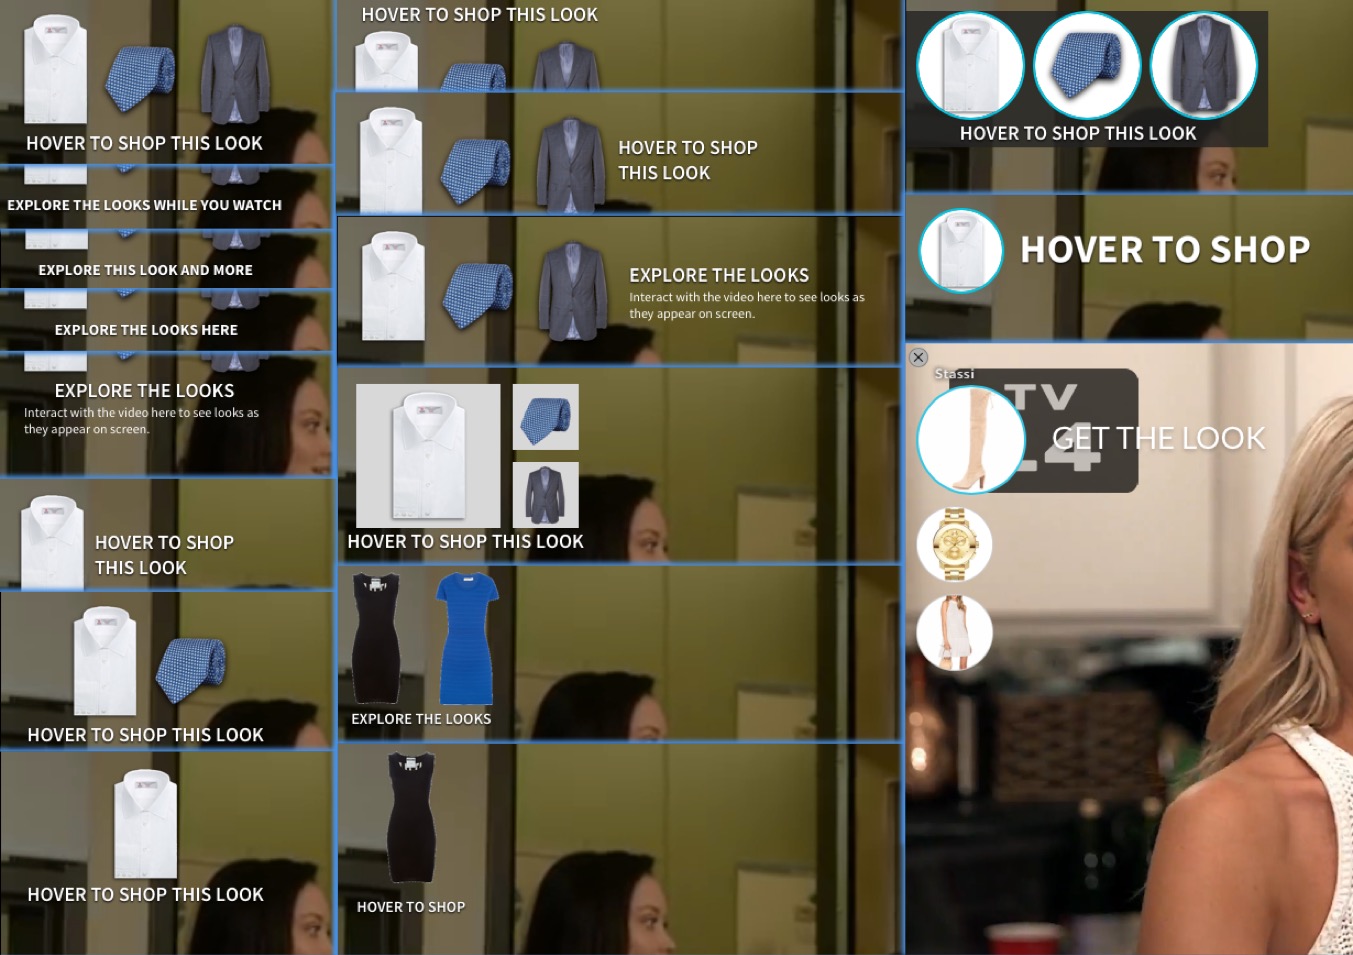 HOVER TO SHOP THIS LOOK
EXPLORE THE LOOKS WHILE YOU WATCH
EXPLORE THIS LOOK AND MORE
EXPLORE THE LOOKS HERE
EXPLORE THE LOOKS
Interact with the video here to see looks as
they appear on screen.
HOVER TO SHOP
THIS LOOK
HOVER TO SHOP THIS LOOK
HOVER TO SHOP THIS LOOK
HOVER TO SHOP THIS LOOK
HOVER TO SHOP
THIS LOOK
EXPLORE THE LOOKS
Interact with the video here to see looks as
they appear on screen.
HOVER TO SHOP THIS LOOK
EXPLORE THE LOOKS
HOVER TO SHOP
HOVER TO SHOP THIS LOOK
HOVER TO SHOP
Stassi
TV
GET THE LOOK